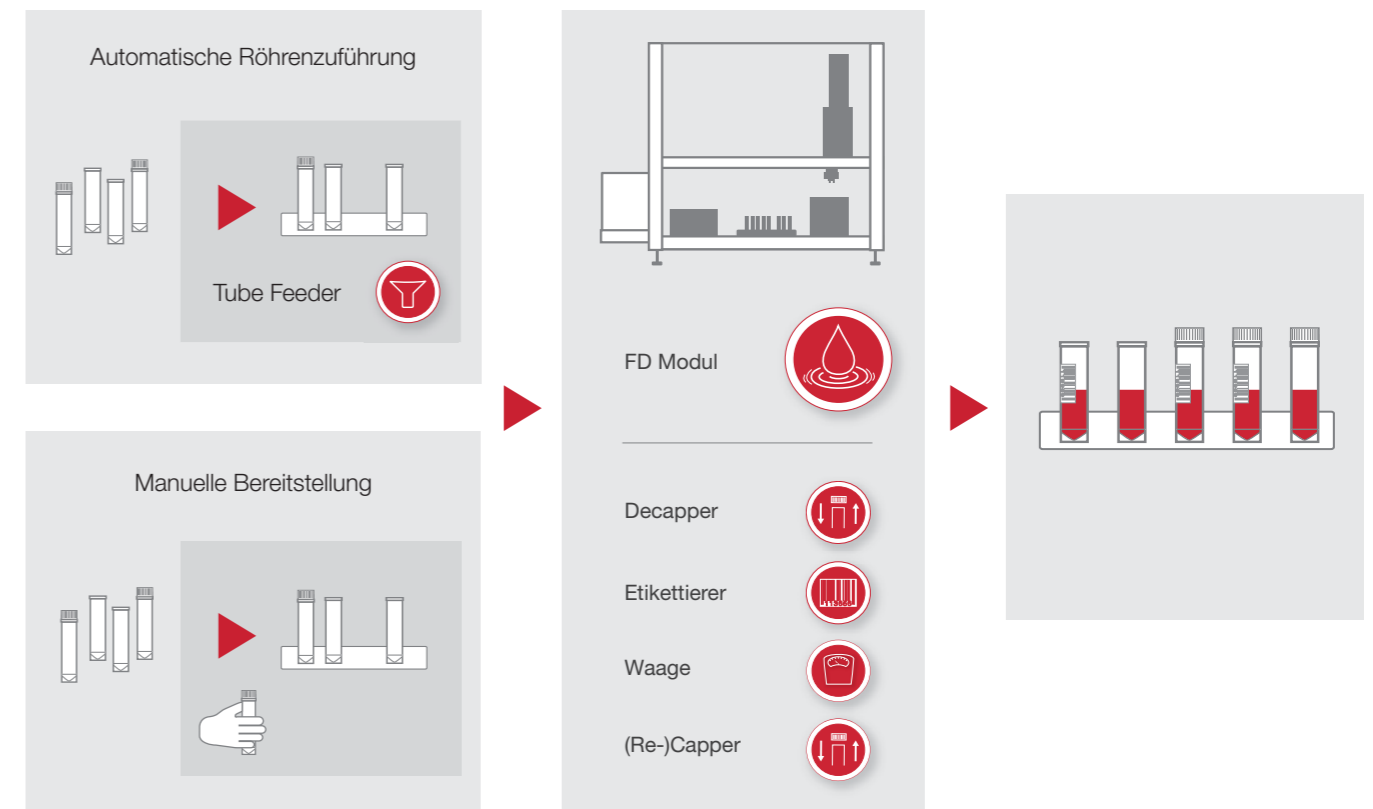 Automatische Röhrenzuführung
Tube Feeder
Manuelle Bereitstellung
FD Modul
Decapper
Etikettierer
Waage
(Re-)Capper